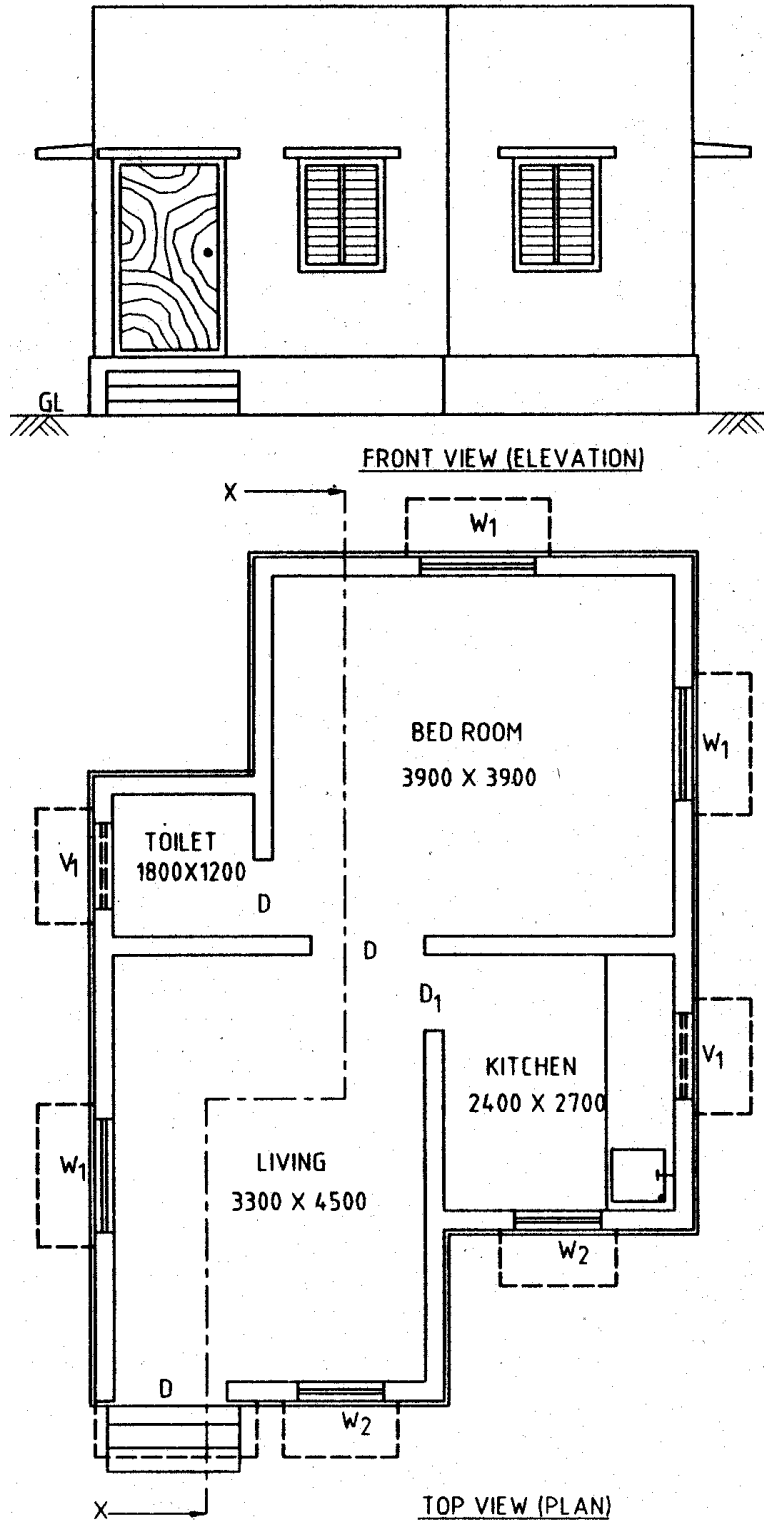 GL
FRONT VIEW (ELEVATION)
X
W1
BED ROOM
3900 X 3900
W1
TOILET
1800X1200
V1
D
D
D1
KITCHEN
2400 X 2700
V1
W1
LIVING
3300 X 4500
W2
D
W2
X
TOP VIEW (PLAN)